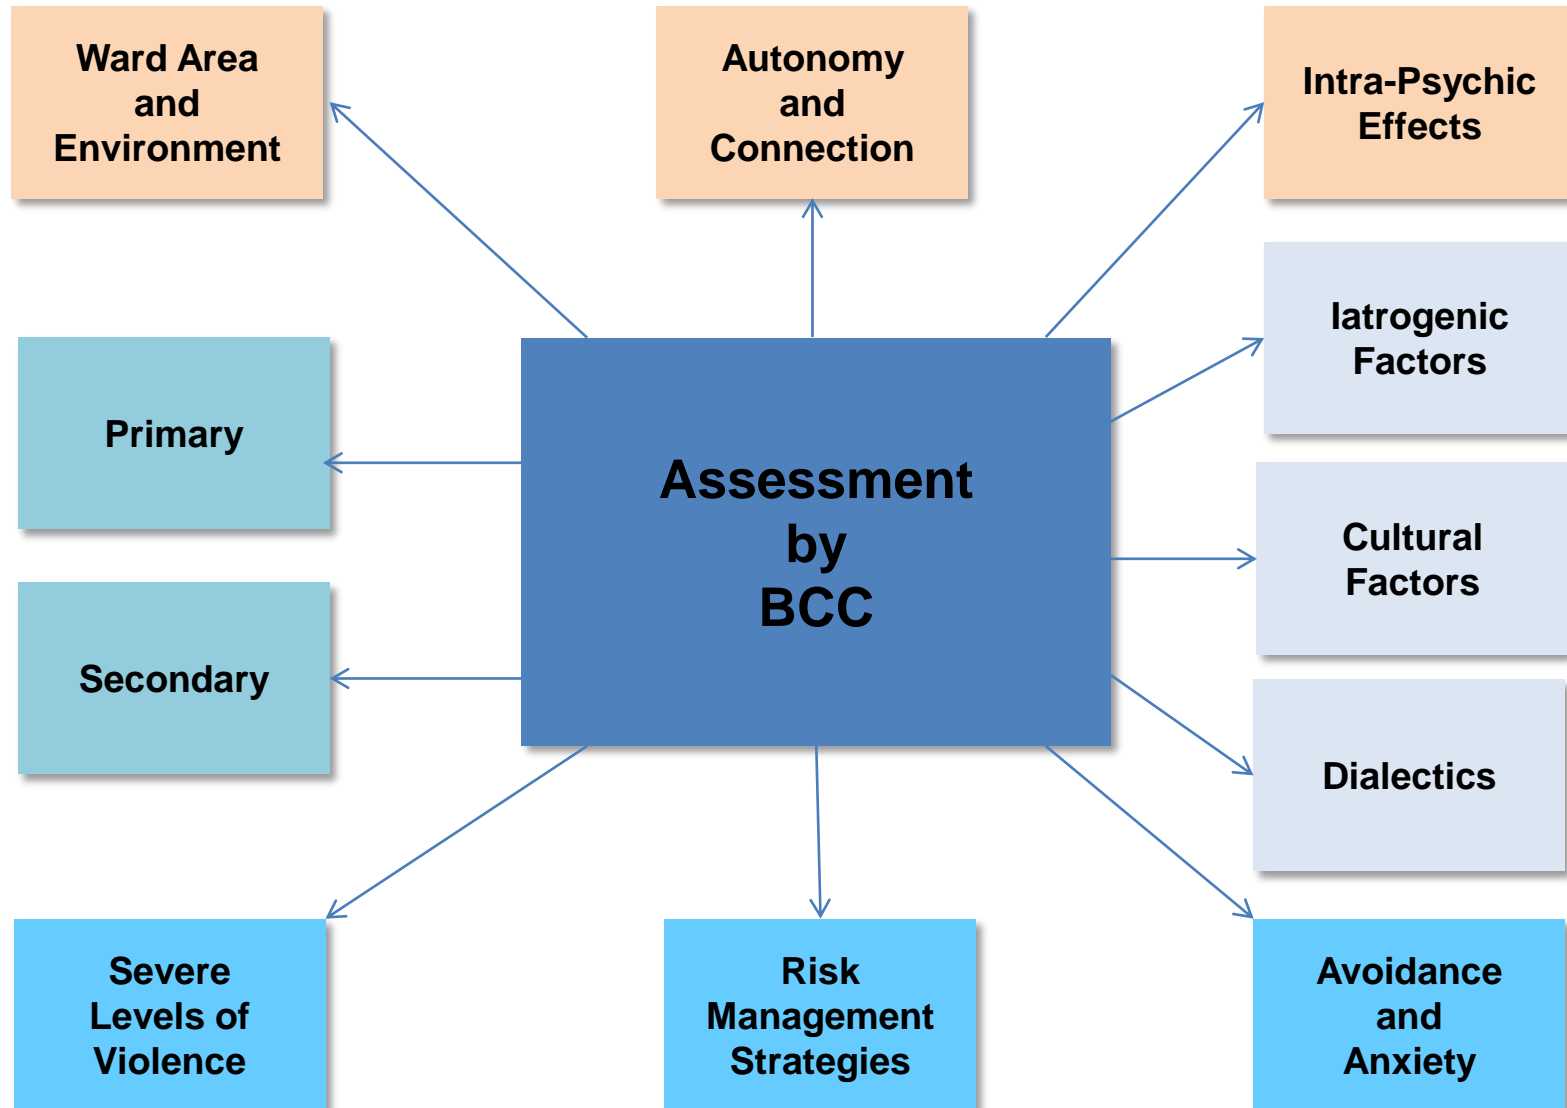 Ward Area
and
Environment
Autonomy
and
Connection
Intra-Psychic
Effects
Iatrogenic
Factors
Primary
Assessment
by
BCC
Cultural
Factors
Secondary
Dialectics
Severe
Levels of
Violence
Risk
Management
Strategies
Avoidance
and
Anxiety